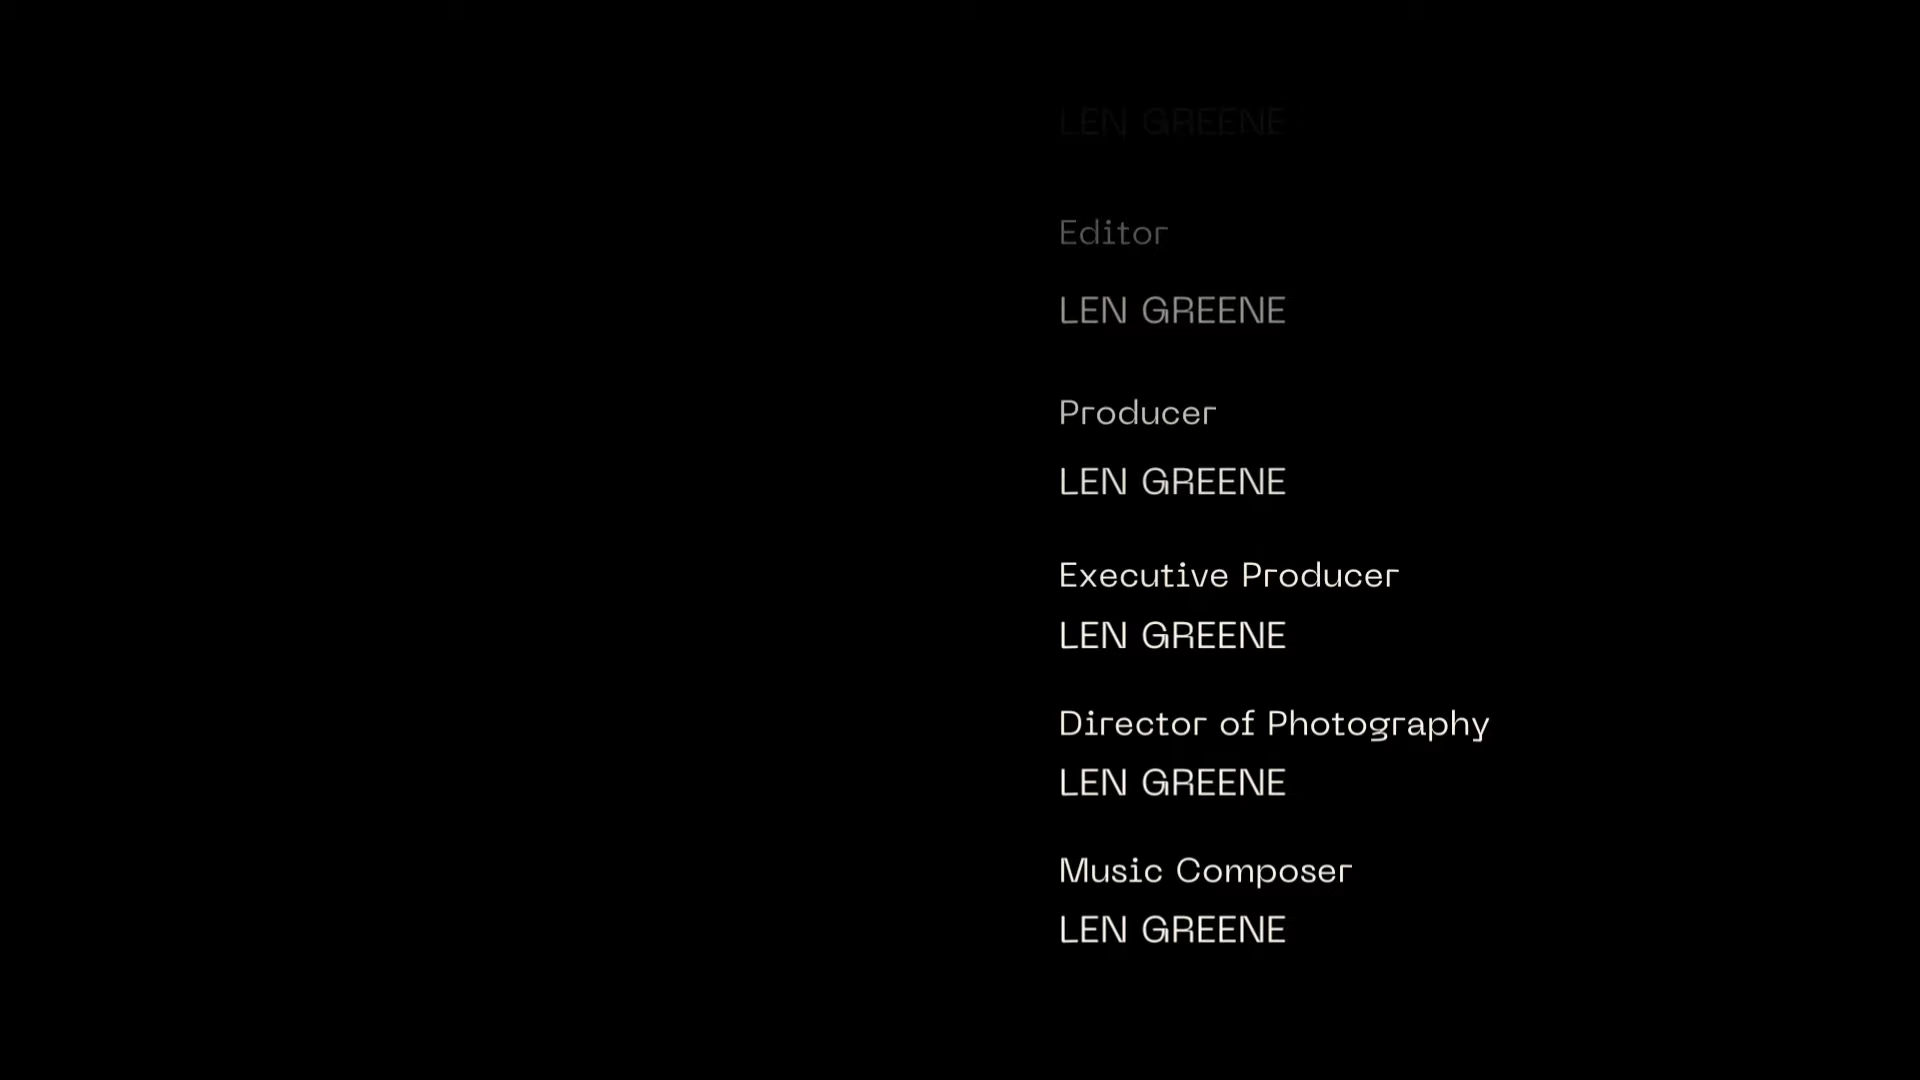 LEN GREENE
Editor
LEN GREENE
Producer
LEN GREENE
Executive Producer
LEN GREENE
Director of Photography
LEN GREENE
Music Composer
LEN GREENE